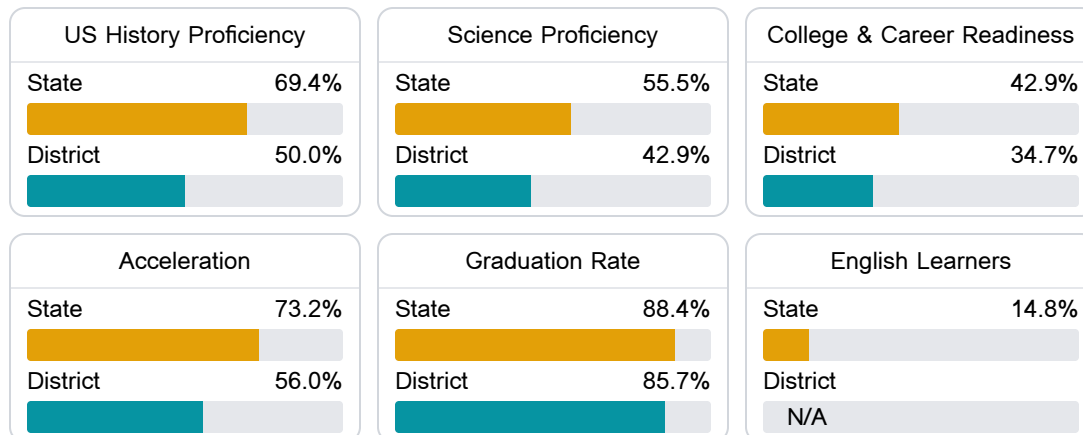 US History Proficiency
State 69.4%
District 50.0%
Science Proficiency
State 55.5%
District 42.9%
College & Career Readiness
State 42.9%
District 34.7%
Acceleration
State 73.2%
District 56.0%
Graduation Rate
State 88.4%
District 85.7%
English Learners
State 14.8%
District
N/A